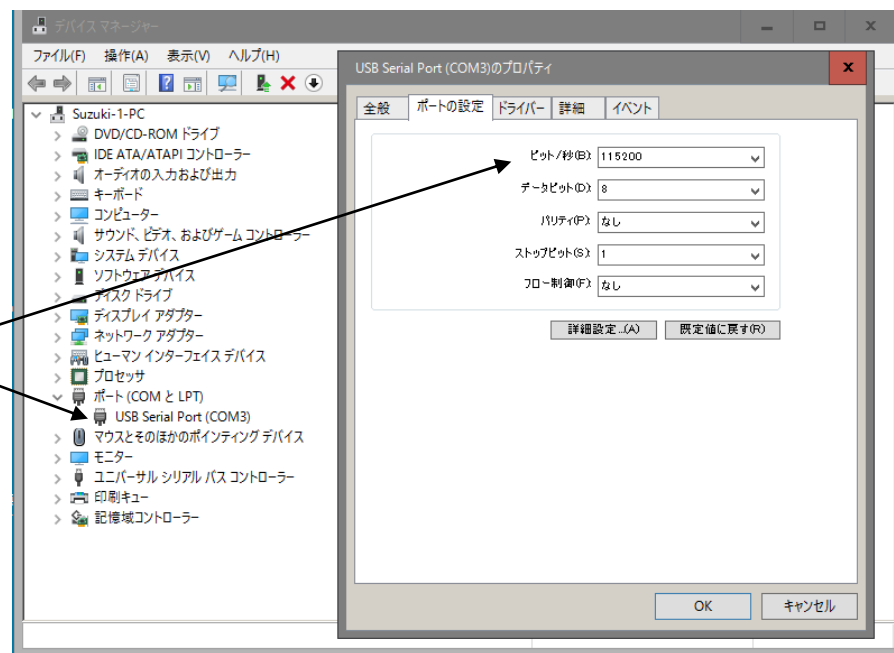 デバイス マネージャー
ファイル(F) 操作(A) 表示(V) ヘルプ(H)
Suzuki-1-PC
DVD/CD-ROM ドライブ
IDE ATA/ATAPI コントローラー
オーディオの入力および出力
キーボード
コンピューター
サウンド、ビデオ、およびゲーム コントローラー
システム デバイス
ソフトウェア デバイス
ディスク ドライブ
ディスプレイ アダプター
ネットワーク アダプター
ヒューマン インターフェイス デバイス
プロセッサ
ポート (COM と LPT)
USB Serial Port (COM3)
マウスとそのほかのポインティング デバイス
モニター
ユニバーサル シリアル バス コントローラー
印刷キュー
記憶域コントローラー
USB Serial Port (COM3)のプロパティ
x
全般 ポートの設定 ドライバー 詳細 イベント
ビット/秒(B): 115200
データ ビット(D): 8
パリティ(P): なし
ストップ ビット(S): 1
フロー制御(F): なし
詳細設定...(A) 既定値に戻す(R)
OK キャンセル